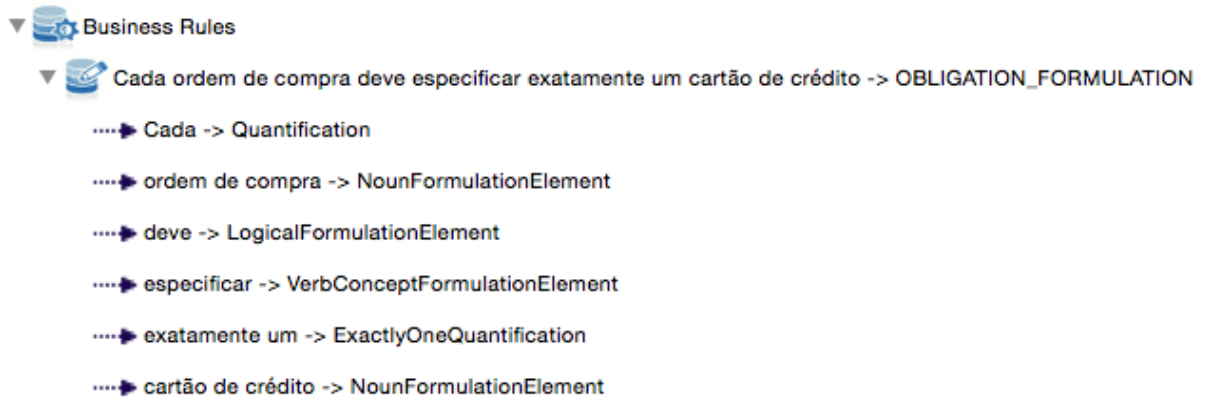 Business Rules
Cada ordem de compra deve especificar exatamente um cartão de crédito -> OBLIGATION_FORMULATION
Cada -> Quantification
ordem de compra -> NounFormulationElement
deve -> LogicalFormulationElement
especificar -> VerbConceptFormulationElement
exatamente um -> ExactlyOneQuantification
cartão de crédito -> NounFormulationElement